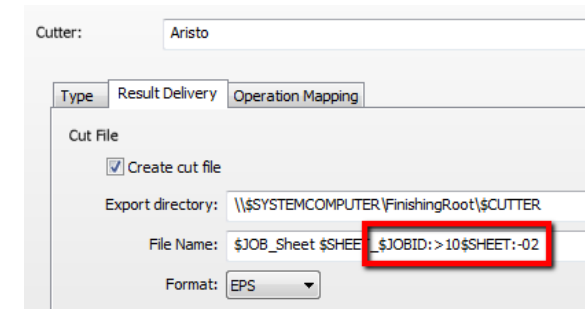 Cutter: Aristo
Type Result Delivery Operation Mapping
Cut File
Create cut file
Export directory: \\$SYSTEMCOMPUTER\FinishingRoot\$CUTTER
File Name: $JOB_Sheet $SHEET_$JOBID:>10$SHEET:-02
Format: EPS